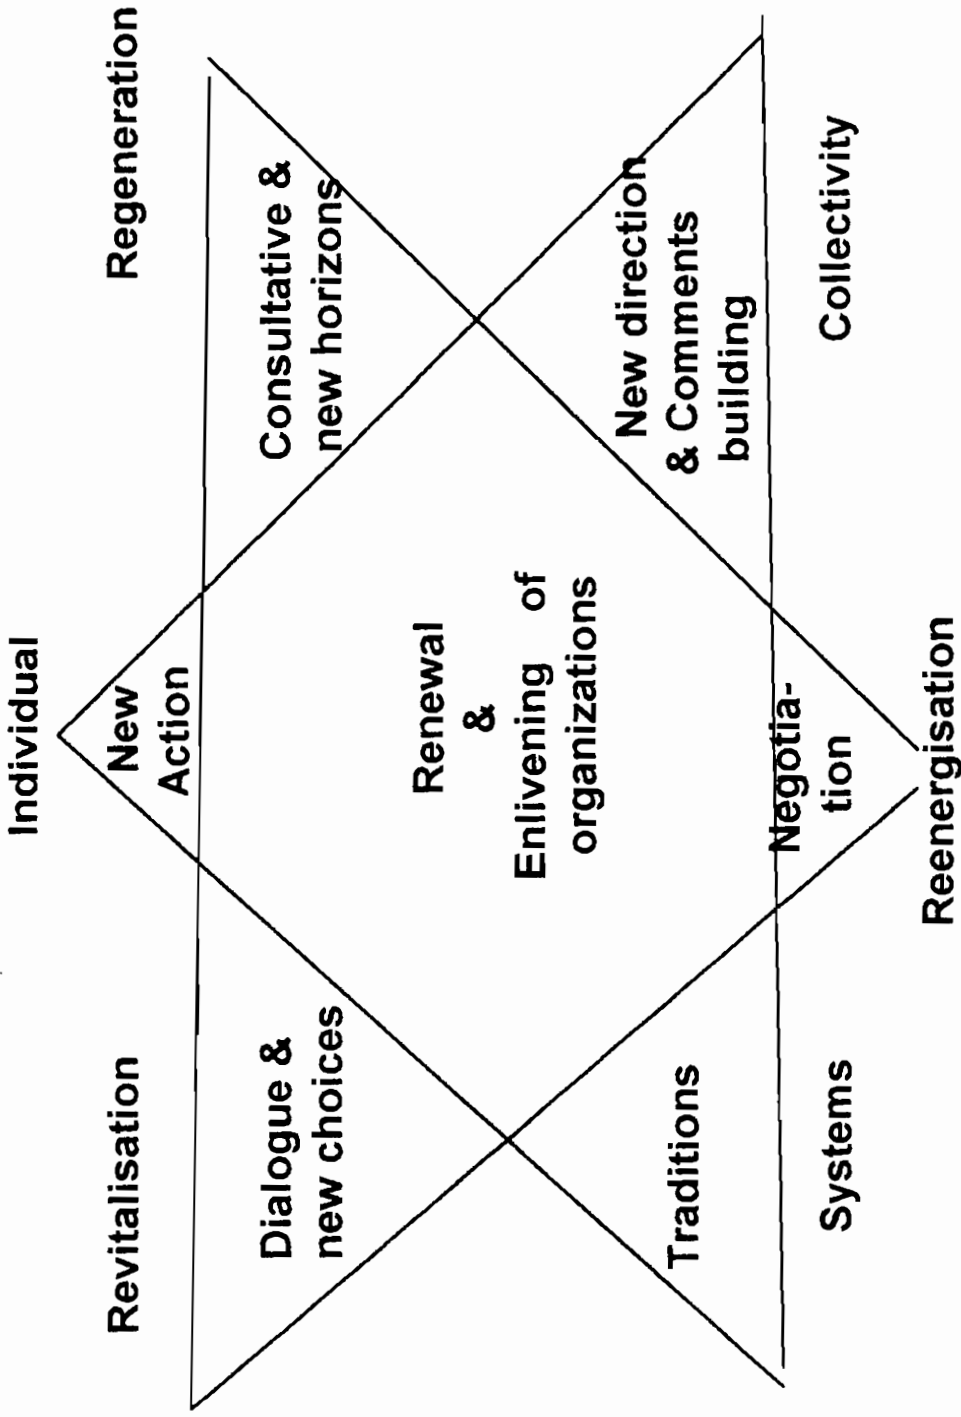 Individual
Revitalisation
Regeneration
New
Action
Dialogue &
new choices
Consultative &
new horizons
Renewal
&
Enlivening of
organizations
Traditions
New direction
& Comments
building
Negotia-
tion
Systems
Collectivity
Reenergisation